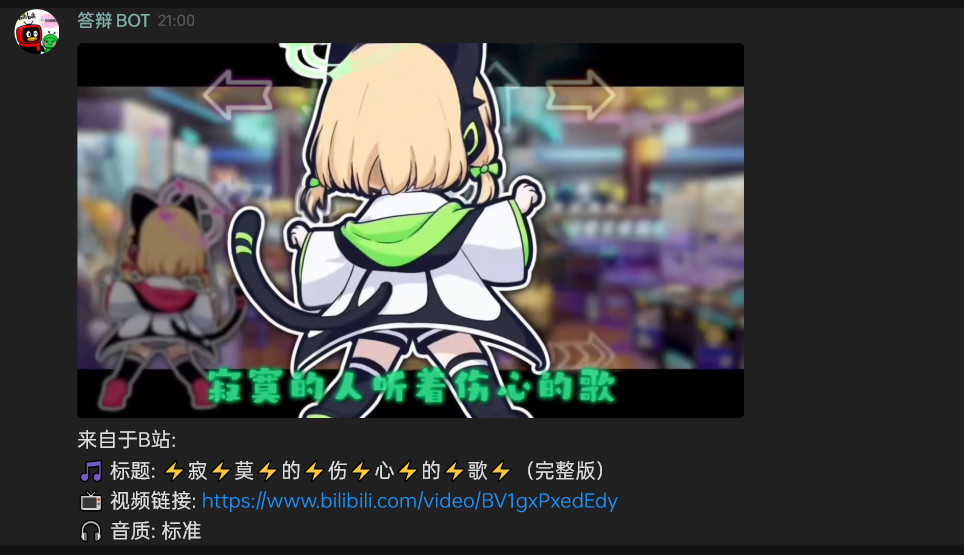 答辩 BOT 21:00
寂寞的人听着伤心的歌
来自于B站:
🎵 标题: ⚡寂⚡莫⚡的⚡伤⚡心⚡的⚡歌⚡（完整版）
📺 视频链接: https://www.bilibili.com/video/BV1gxPxedEdy
🎧 音质: 标准